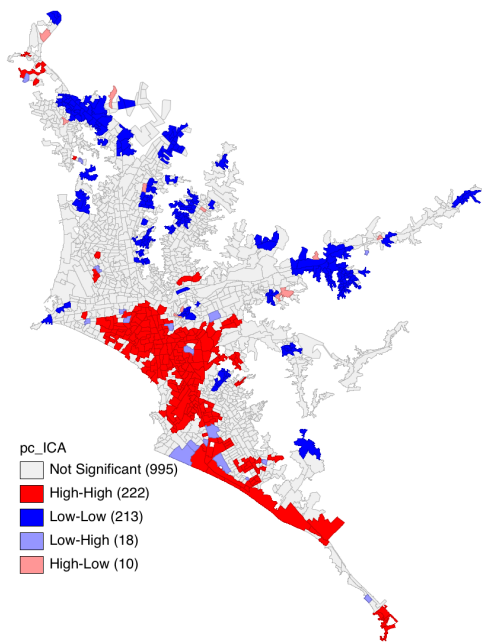 pc_ICA
Not Significant (995)
High-High (222)
Low-Low (213)
Low-High (18)
High-Low (10)